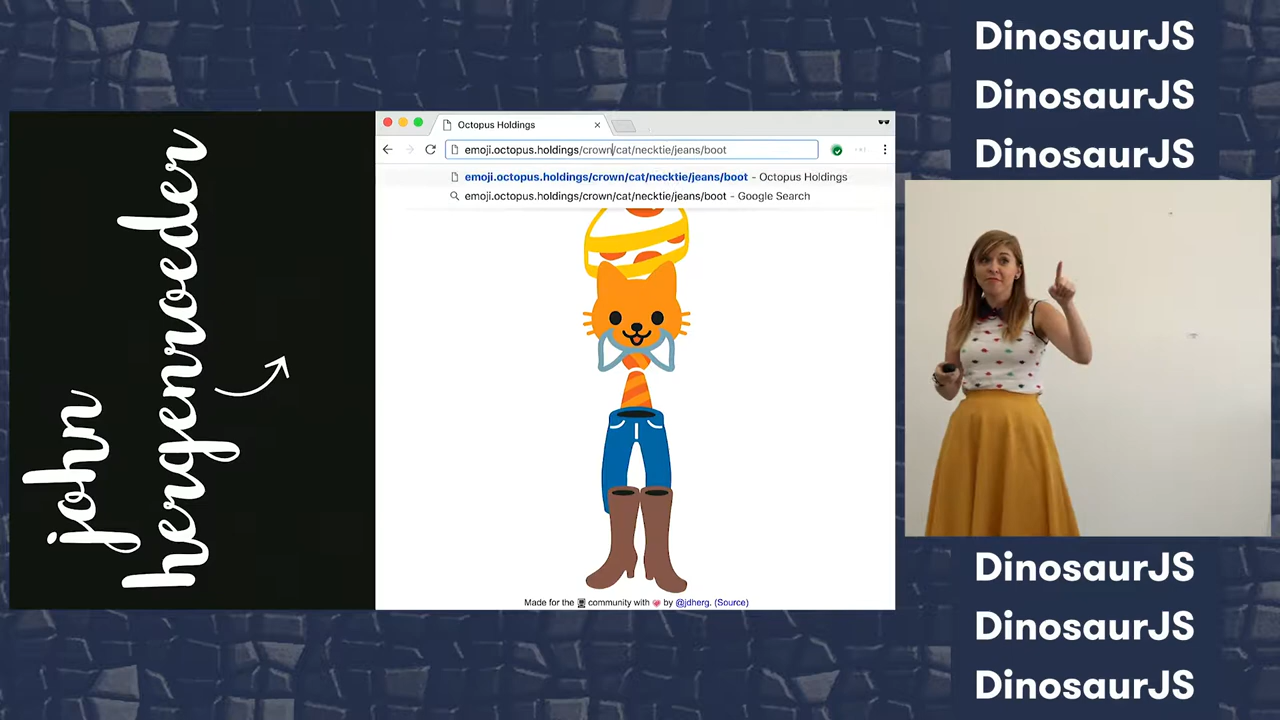 DinosaurJS
DinosaurJS
DinosaurJS
john
hergenroeder
Octopus Holdings
emoji.octopus.holdings/crown/cat/necktie/jeans/boot
emoji.octopus.holdings/crown/cat/necktie/jeans/boot - Octopus Holdings
emoji.octopus.holdings/crown/cat/necktie/jeans/boot - Google Search
Made for the community with by @jdherg. (Source)
DinosaurJS
DinosaurJS
DinosaurJS